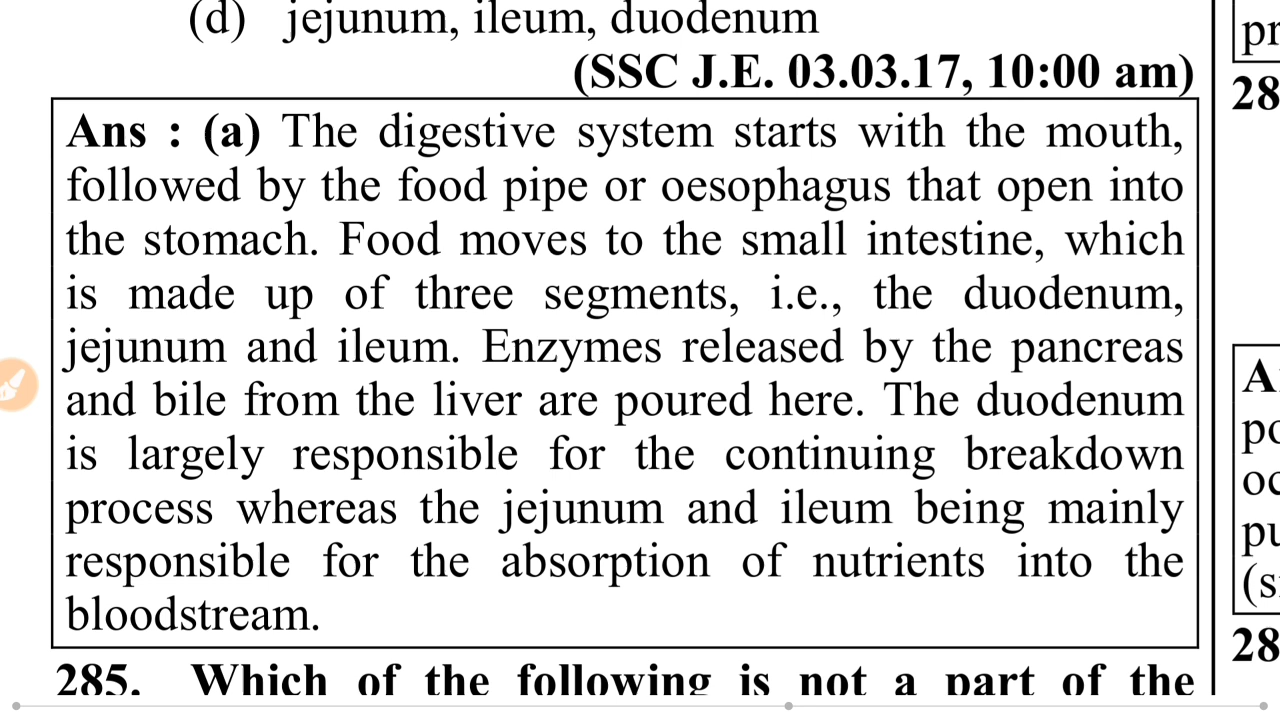 (d) jejunum, ileum, duodenum
(SSC J.E. 03.03.17, 10:00 am)
Ans : (a) The digestive system starts with the mouth,
followed by the food pipe or oesophagus that open into
the stomach. Food moves to the small intestine, which
is made up of three segments, i.e., the duodenum,
jejunum and ileum. Enzymes released by the pancreas
and bile from the liver are poured here. The duodenum
is largely responsible for the continuing breakdown
process whereas the jejunum and ileum being mainly
responsible for the absorption of nutrients into the
bloodstream.
285. Which of the following is not a part of the
28
28